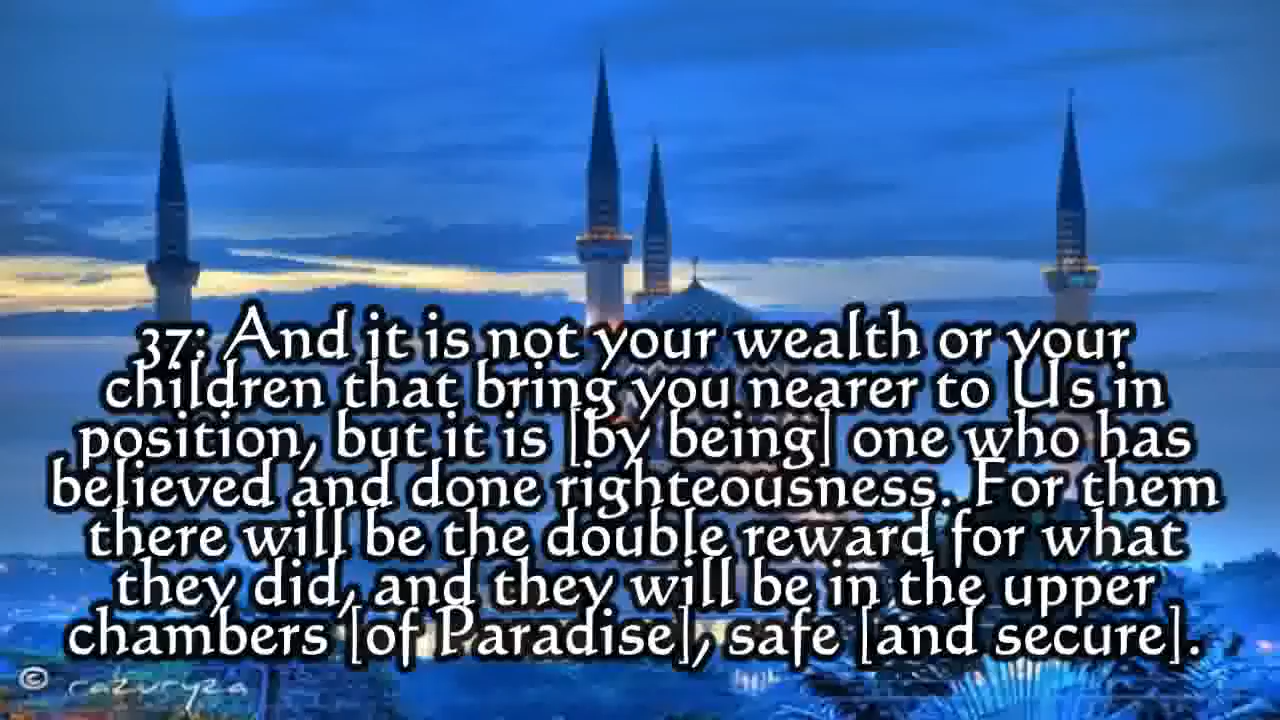 37: And it is not your wealth or your
children that bring you nearer to Us in
position, but it is [by being] one who has
believed and done righteousness. For them
there will be the double reward for what
they did, and they will be in the upper
chambers [of Paradise], safe [and secure].
© razuryza